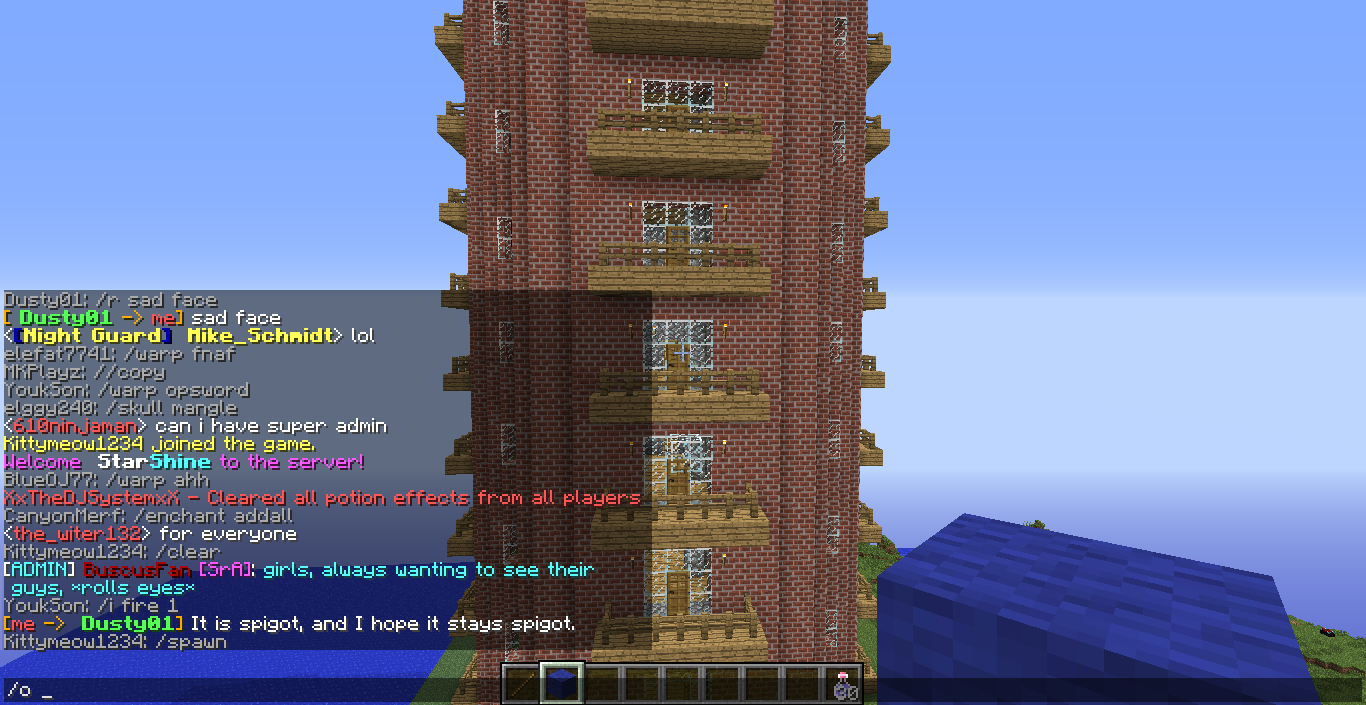 Dusty01: /r sad face
[ Dusty01 -> me] sad face
<[Night Guard] Mike_Schmidt> lol
elefat7741: /warp fnaf
MKPlayz: //copy
YoukSon: /warp opsword
elggy240: /skull mangle
<610ninjaman> can i have super admin
Kittymeow1234 joined the game.
Welcome StarShine to the server!
BlueOJ77: /warp ahh
XxTheDJSystemxX - Cleared all potion effects from all players
CanyonMerf: /enchant addall
<the_witer132> for everyone
Kittymeow1234: /clear
[ADMIN] BuscusFan [SrA]: girls, always wanting to see their
guys, *rolls eyes*
YoukSon: /i fire 1
[me -> Dusty01] It is spigot, and I hope it stays spigot.
Kittymeow1234: /spawn
/o _